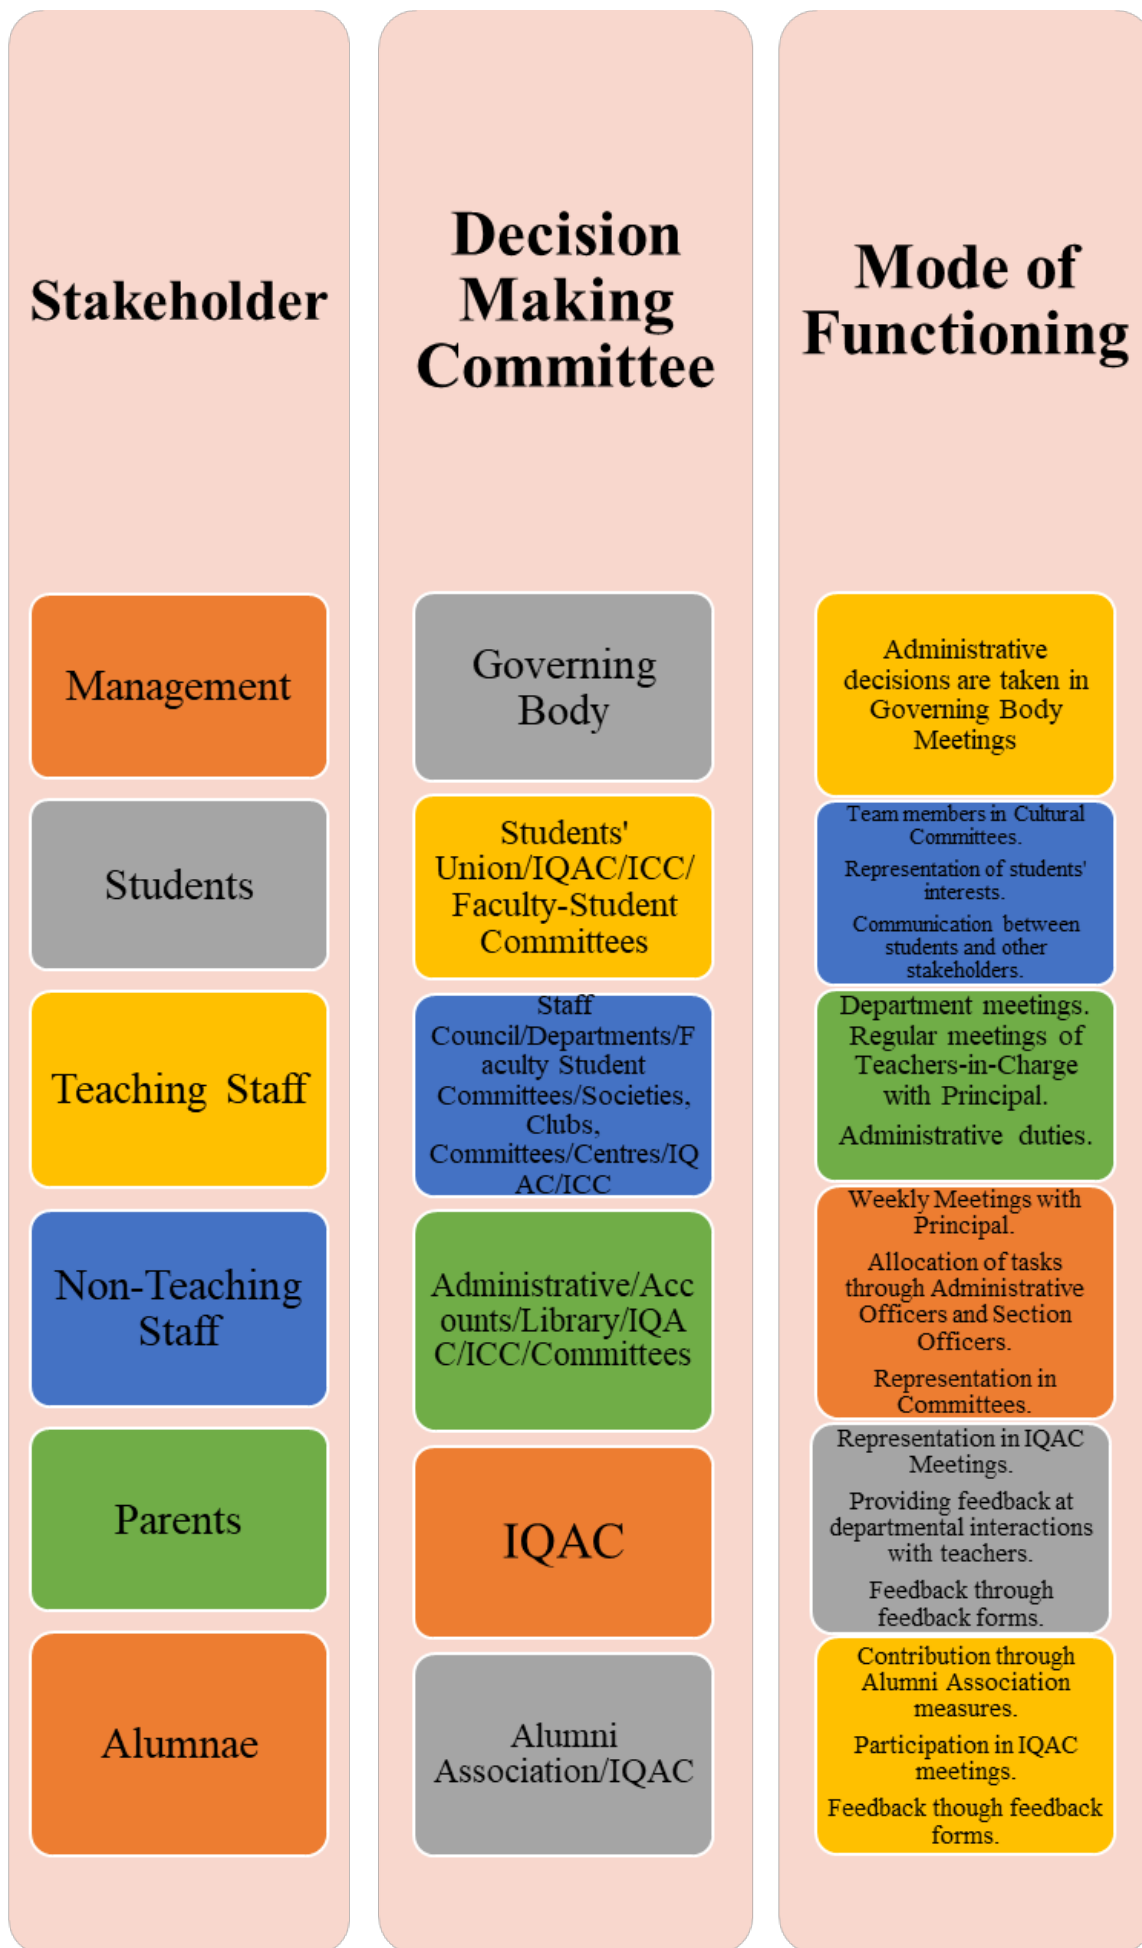 Stakeholder
Management
Students
Teaching Staff
Non-Teaching
Staff
Parents
Alumnae
Decision
Making
Committee
Governing
Body
Students'
Union/IQAC/ICC/
Faculty-Student
Committees
Staff
Council/Departments/F
aculty Student
Committees/Societies,
Clubs,
Committees/Centres/IQ
AC/ICC
Administrative/Acc
ounts/Library/IQA
C/ICC/Committees
IQAC
Alumni
Association/IQAC
Mode of
Functioning
Administrative
decisions are taken in
Governing Body
Meetings
Team members in Cultural
Committees.
Representation of students'
interests.
Communication between
students and other
stakeholders.
Department meetings.
Regular meetings of
Teachers-in-Charge
with Principal.
Administrative duties.
Weekly Meetings with
Principal.
Allocation of tasks
through Administrative
Officers and Section
Officers.
Representation in
Committees.
Representation in IQAC
Meetings.
Providing feedback at
departmental interactions
with teachers.
Feedback through
feedback forms.
Contribution through
Alumni Association
measures.
Participation in IQAC
meetings.
Feedback though feedback
forms.